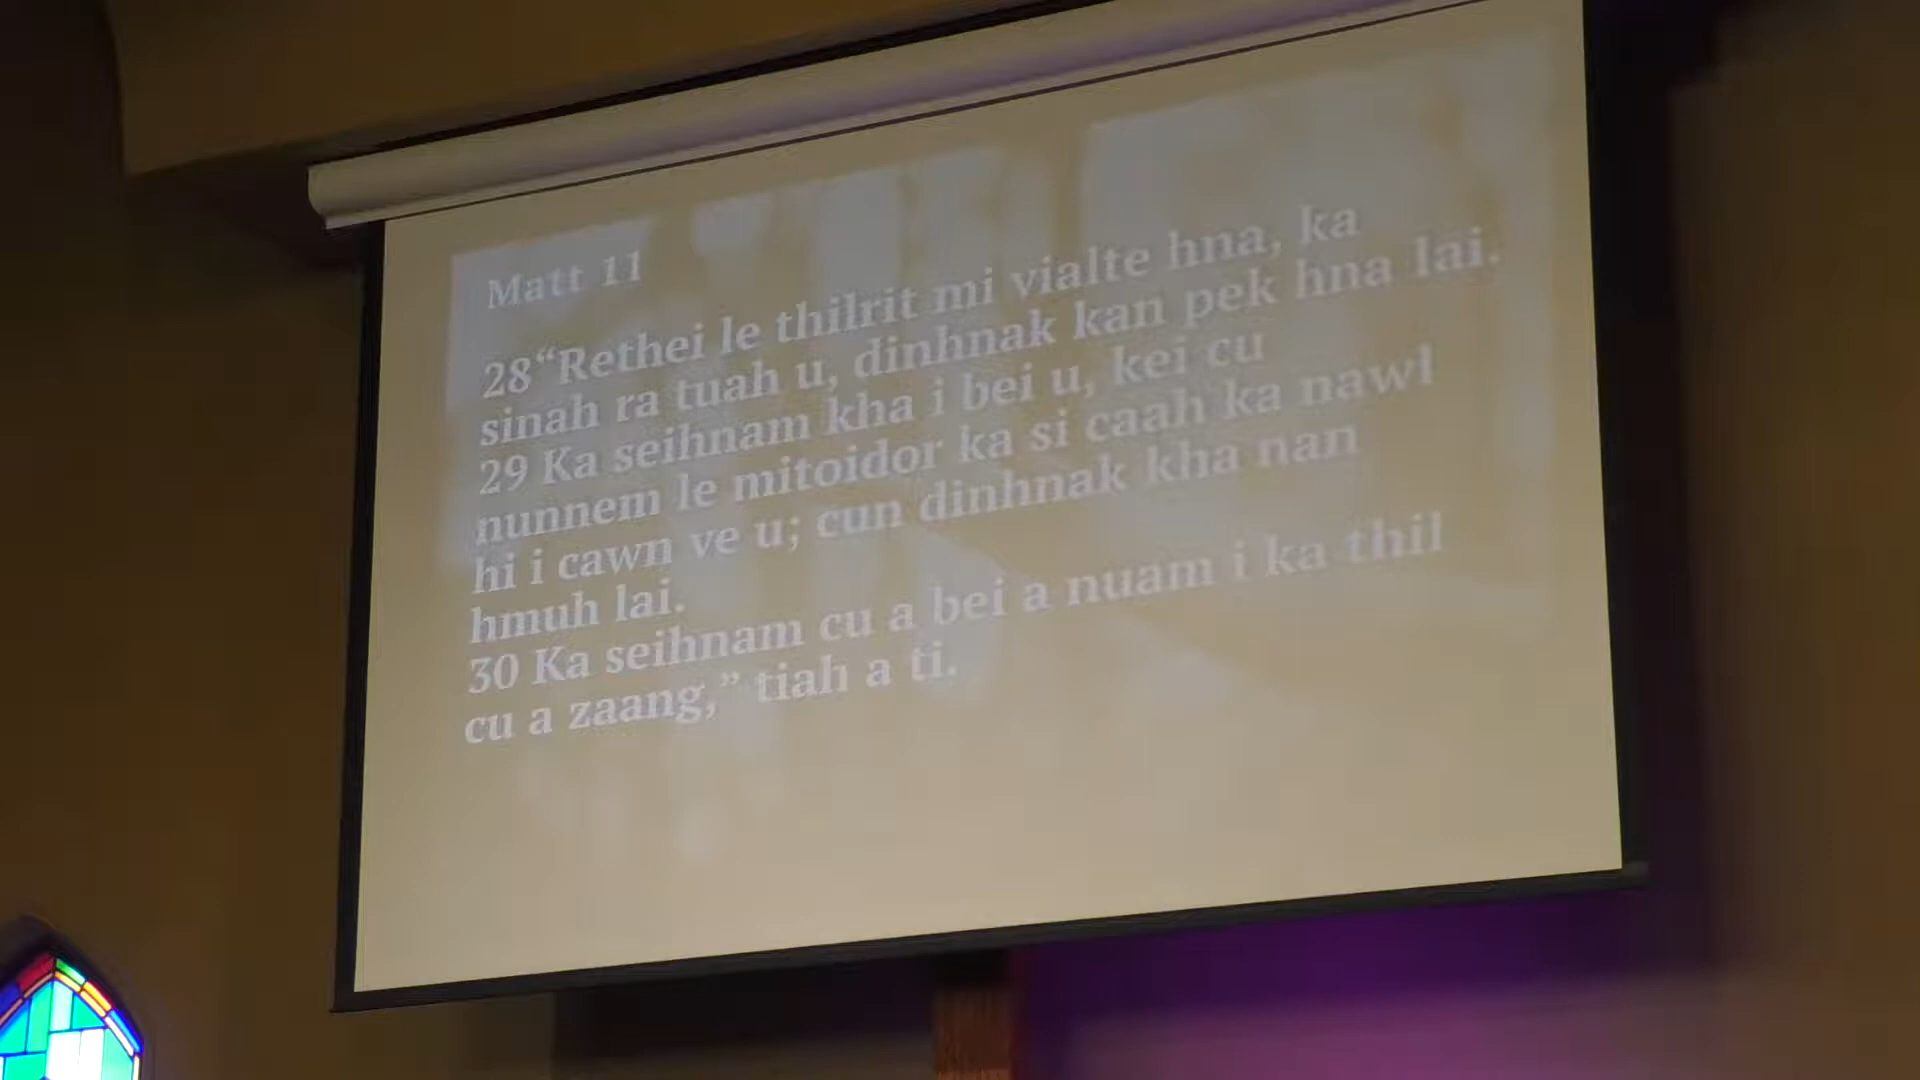 Matt 11
28“Rethei le thilrit mi vialte hna, ka
sinah ra tuah u, dinhnak kan pek hna lai.
29 Ka seihnam kha i bei u, kei cu
nunnem le mitoidor ka si caah ka nawl
hi i cawn ve u; cun dinhnak kha nan
hmuh lai.
30 Ka seihnam cu a bei a nuam i ka thil
cu a zaang,” tiah a ti.